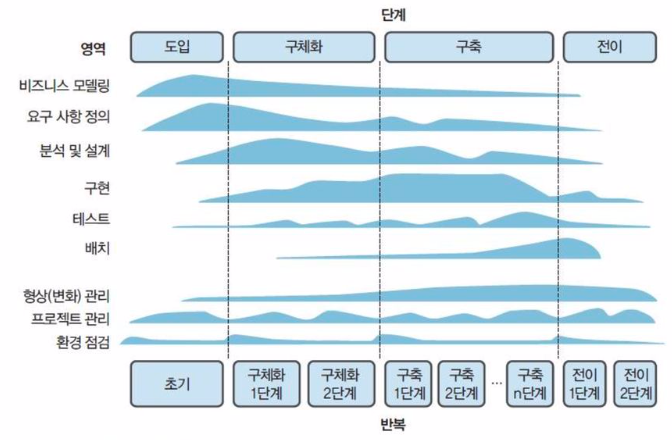 단계
영역
도입
구체화
구축
전이
비즈니스 모델링
요구 사항 정의
분석 및 설계
구현
테스트
배치
형상(변화) 관리
프로젝트 관리
환경 점검
초기
구체화
1단계
구체화
2단계
구축
1단계
구축
2단계
...
구축
n단계
전이
1단계
전이
2단계
반복